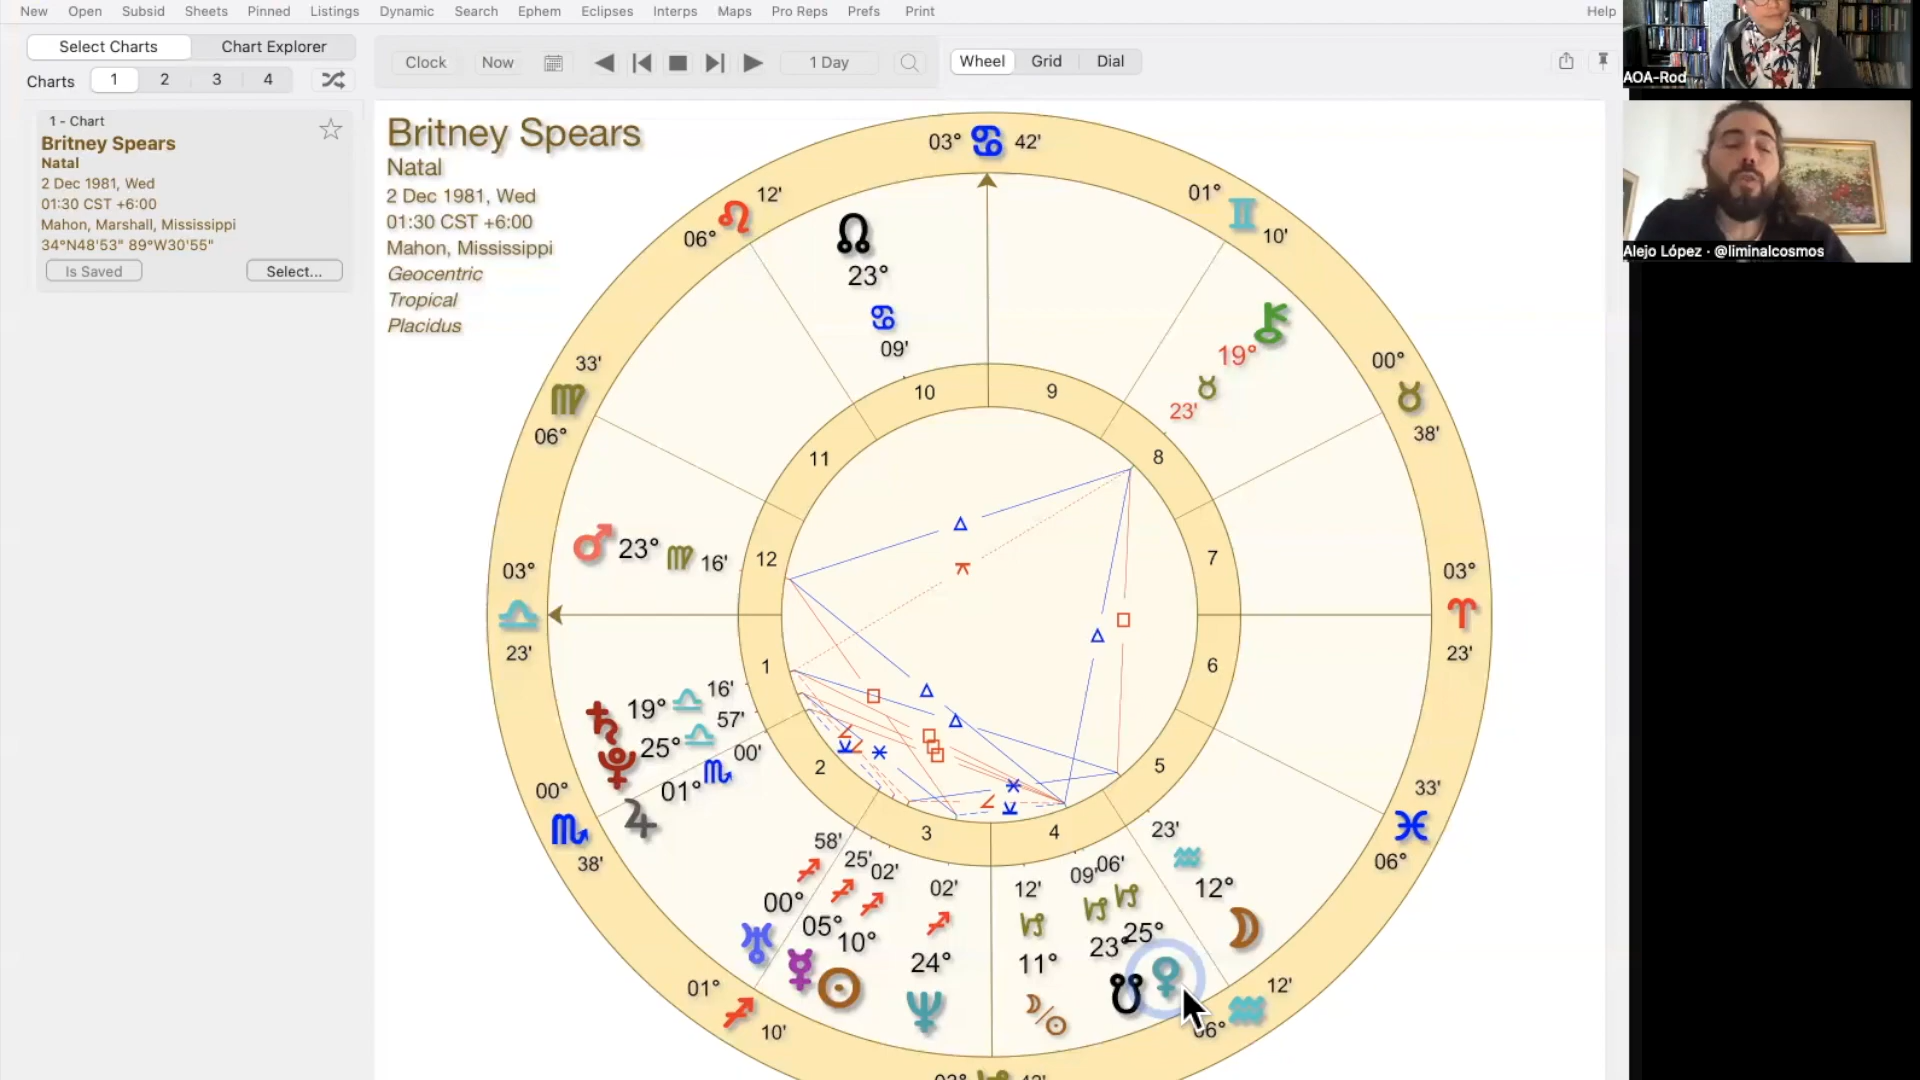 New Open Subsid Sheets Pinned Listings Dynamic Search Ephem Eclipses Interps Maps Pro Reps Prefs Print Help
Select Charts Chart Explorer
Charts 1 2 3 4
1 - Chart
Britney Spears
Natal
2 Dec 1981, Wed
01:30 CST +6:00
Mahon, Marshall, Mississippi
34°N48'53" 89°W30'55"
Is Saved Select...
Clock Now 1 Day Wheel Grid Dial
Britney Spears
Natal
2 Dec 1981, Wed
01:30 CST +6:00
Mahon, Mississippi
Geocentric
Tropical
Placidus
03° ♋ 42'
01° ♊ 10'
00° ♉ 38'
03° ♈ 23'
33' ♓ 06°
12' ♒ 06°
01° ♐ 10'
00° ♏ 38'
03° ♎ 23'
33' ♍ 06°
06° ♌ 12'
☊ 23° ♋ 09'
19° ♉ 23'
♂ 23° ♍ 16'
♄ 19° ♎ 16'
25° ♎ 57'
♃ 01° ♏ 00'
♅ 00° ♐ 58'
☿ 05° ♐ 25'
☉ 10° ♐ 02'
♆ 24° ♐ 02'
☽/☉ 11° ♑ 12'
☋ 23° ♑ 09'
♀ 25° ♑ 06'
☽ 12° ♒ 23'
1
2
3
4
5
6
7
8
9
10
11
12
AOA-Rod
Alejo López · @liminalcosmos